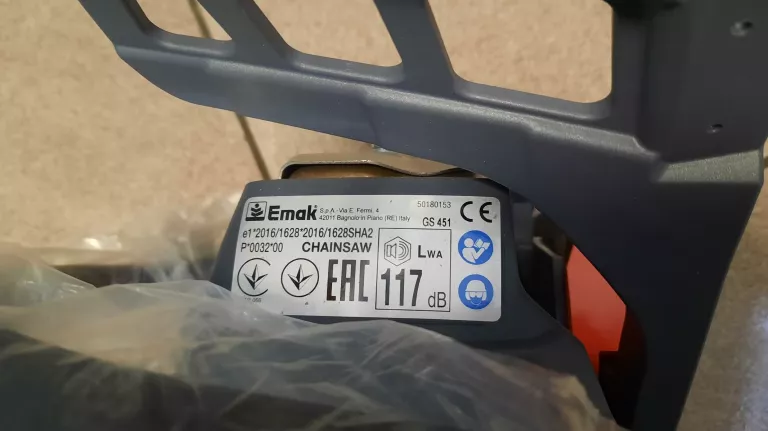 Emak S.p.A - Via E. Fermi, 4
42011 Bagnolo in Piano (RE) Italy
50180153
GS 451
CE
e1*2016/1628*2016/1628SHA2
P*0032*00 CHAINSAW
EAC
LWA
117 dB